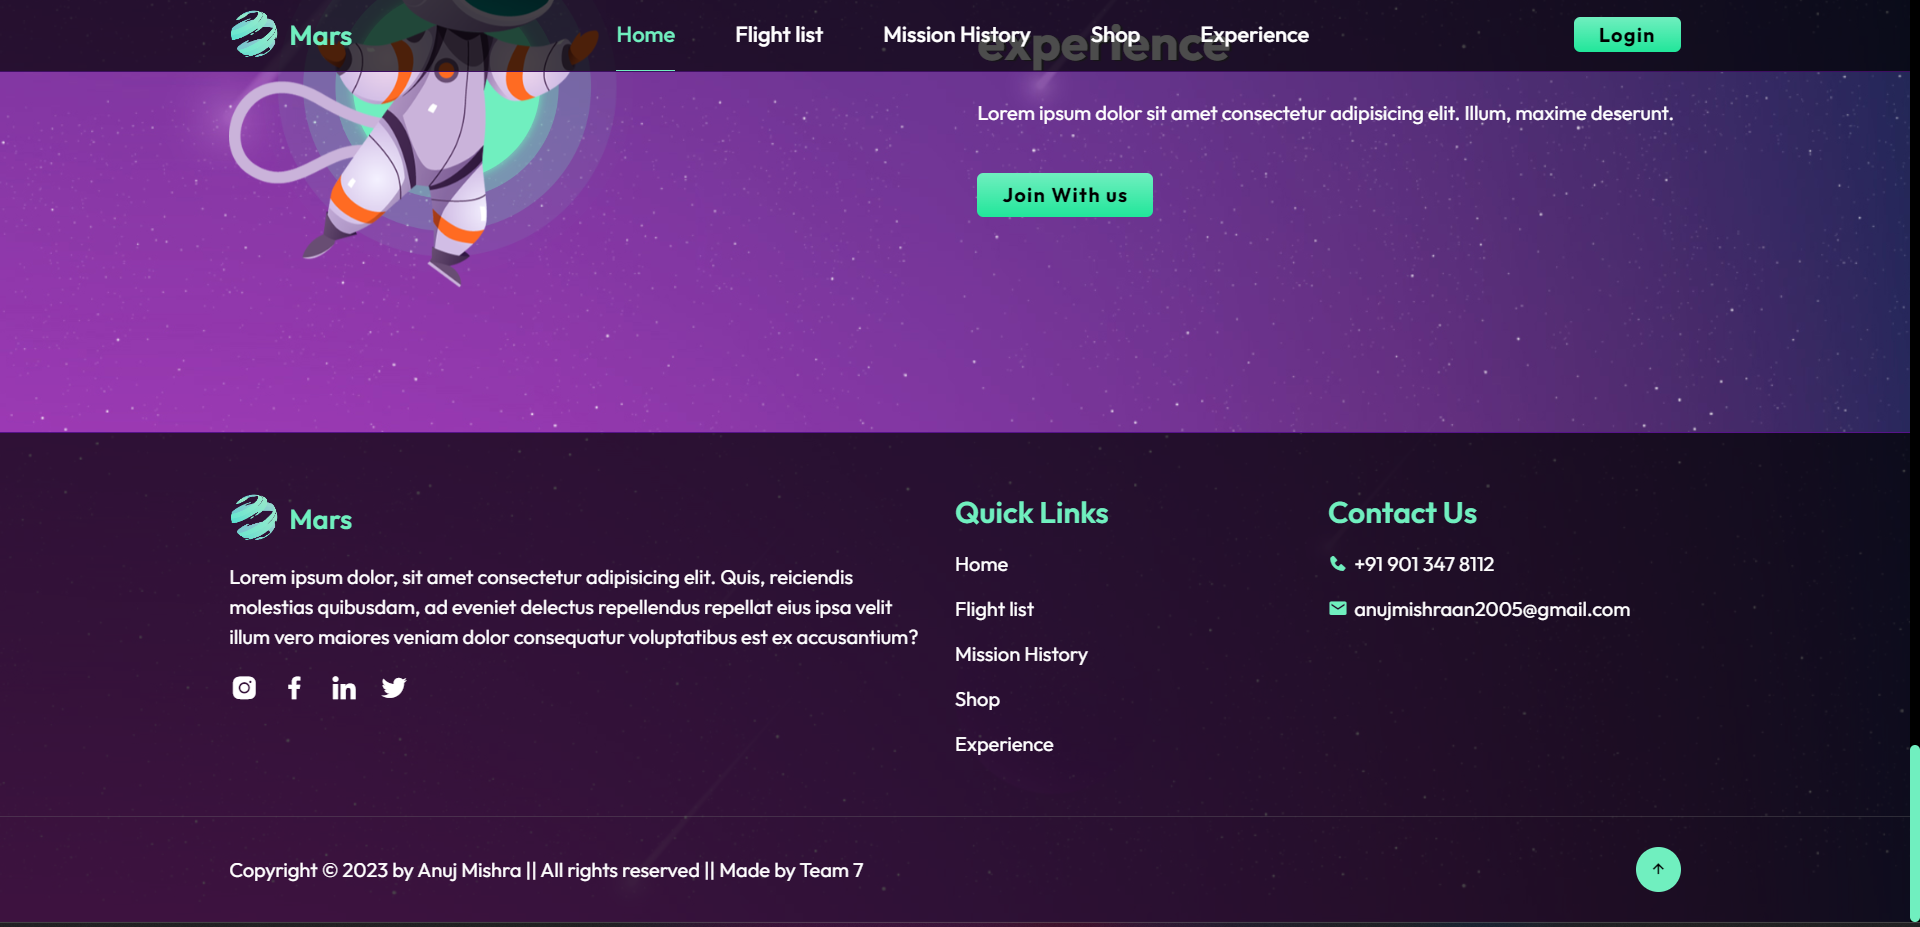 Mars
Home Flight list Mission History Shop Experience
Login
experience
Lorem ipsum dolor sit amet consectetur adipisicing elit. Illum, maxime deserunt.
Join With us
Mars
Lorem ipsum dolor, sit amet consectetur adipisicing elit. Quis, reiciendis
molestias quibusdam, ad eveniet delectus repellendus repellat eius ipsa velit
illum vero maiores veniam dolor consequatur voluptatibus est ex accusantium?
Quick Links
Home
Flight list
Mission History
Shop
Experience
Contact Us
+91 901 347 8112
anujmishraan2005@gmail.com
Copyright © 2023 by Anuj Mishra || All rights reserved || Made by Team 7